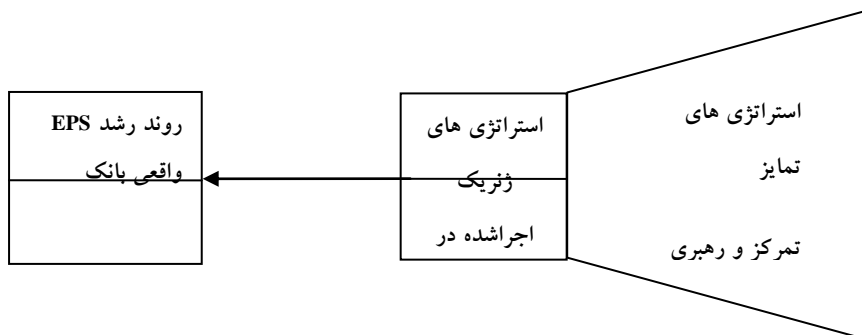 استراتژی های
تمایز
تمرکز و رهبری
استراتژی های
ژنریک
اجراشده در
روند رشد EPS
واقعی بانک